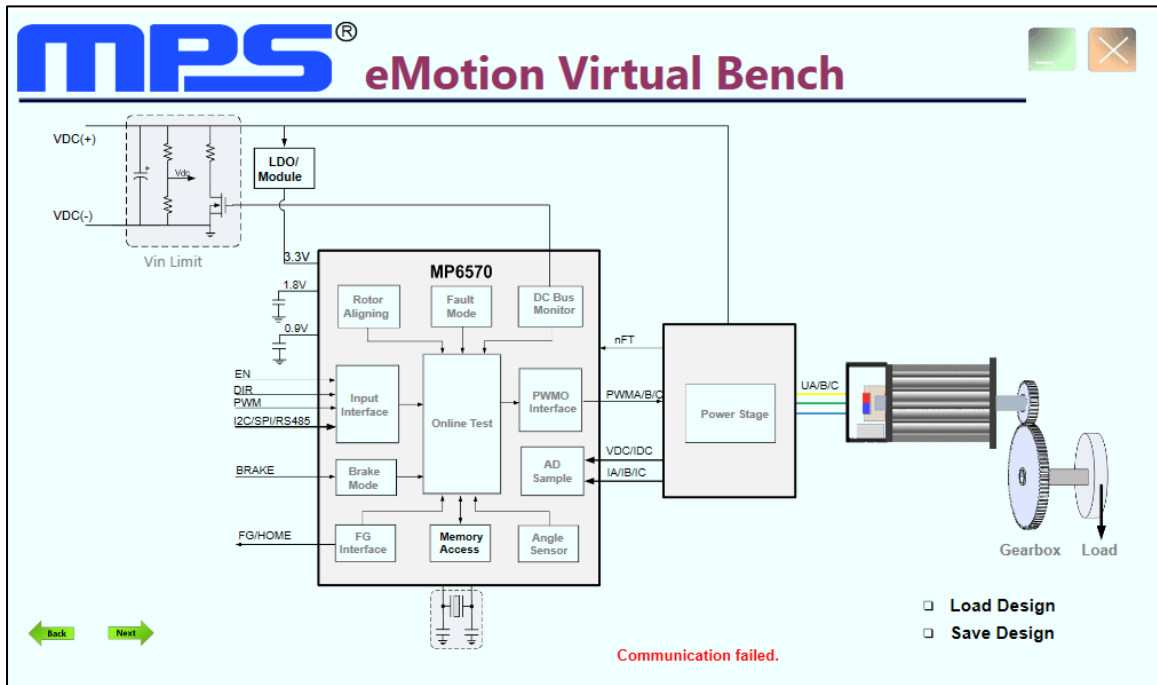 MPS®
eMotion Virtual Bench
VDC(+)
Vdc
VDC(-)
Vin Limit
LDO/
Module
3.3V
1.8V
0.9V
MP6570
Rotor
Aligning
Fault
Mode
DC Bus
Monitor
EN
DIR
PWM
I2C/SPI/RS485
Input
Interface
Online Test
PWMO
Interface
BRAKE
Brake
Mode
AD
Sample
FG/HOME
FG
Interface
Memory
Access
Angle
Sensor
nFT
PWMA/B/C
VDC/IDC
IA/IB/IC
Power Stage
UA/B/C
Gearbox
Load
Load Design
Save Design
Back
Next
Communication failed.